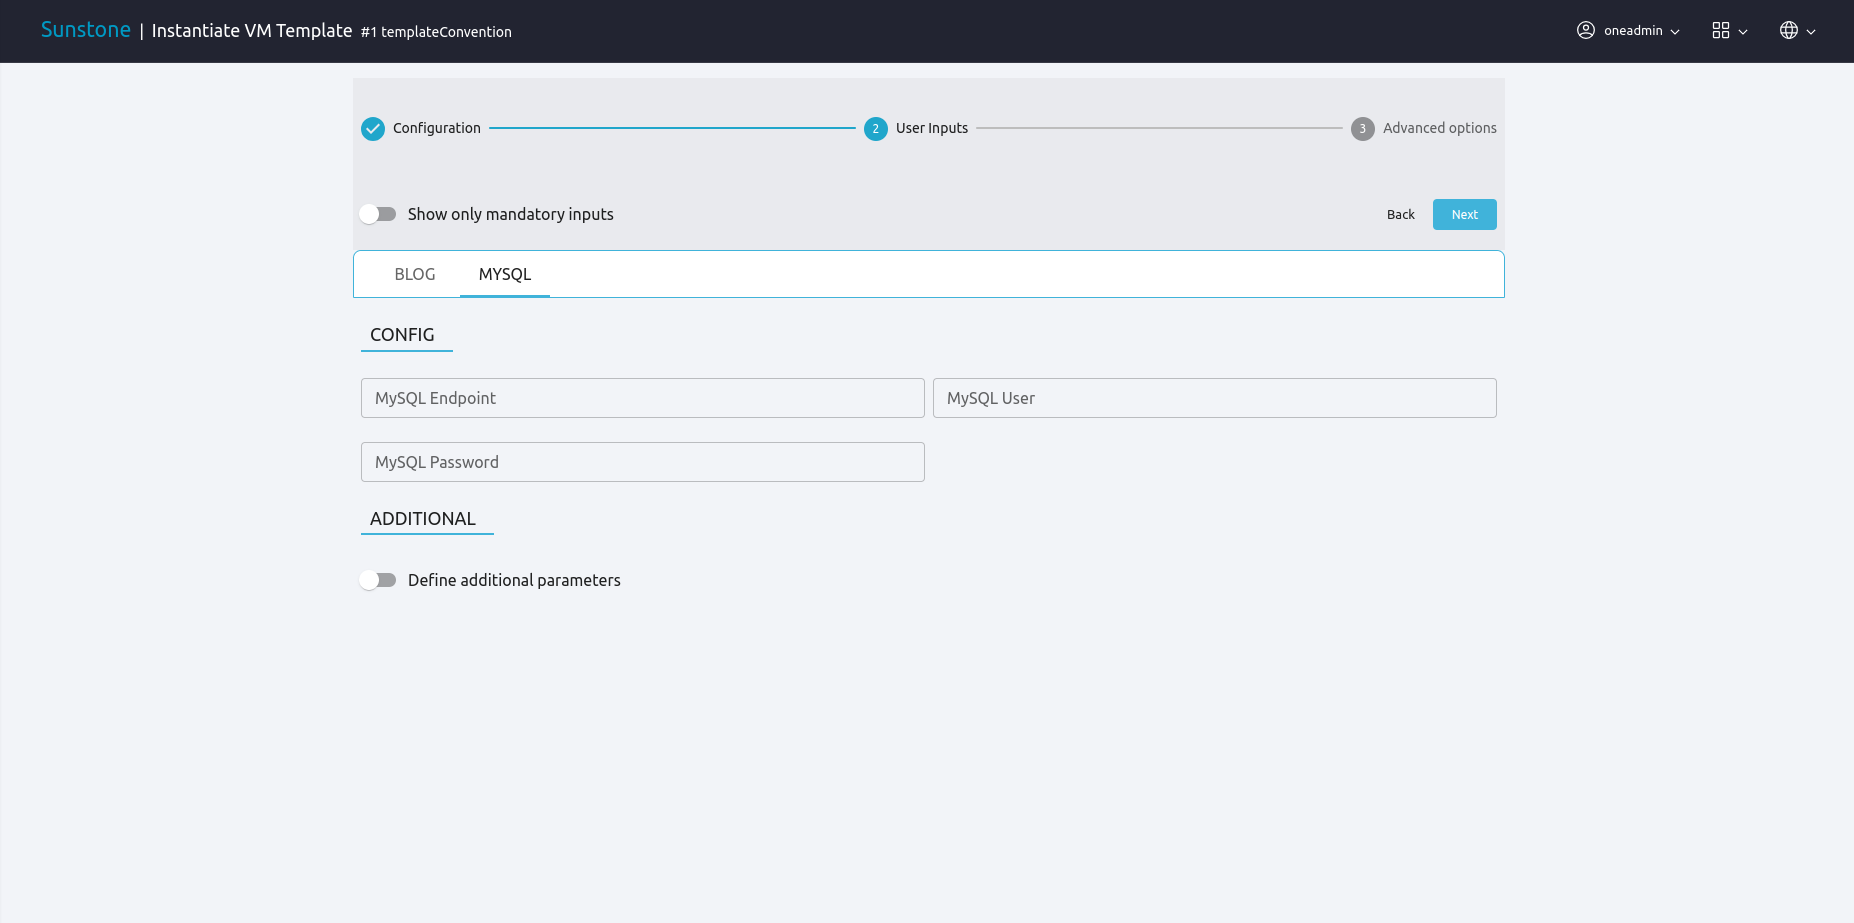 Sunstone | Instantiate VM Template #1 templateConvention oneadmin
Configuration 2 User Inputs 3 Advanced options
Show only mandatory inputs Back Next
BLOG MYSQL
CONFIG
MySQL Endpoint MySQL User
MySQL Password
ADDITIONAL
Define additional parameters